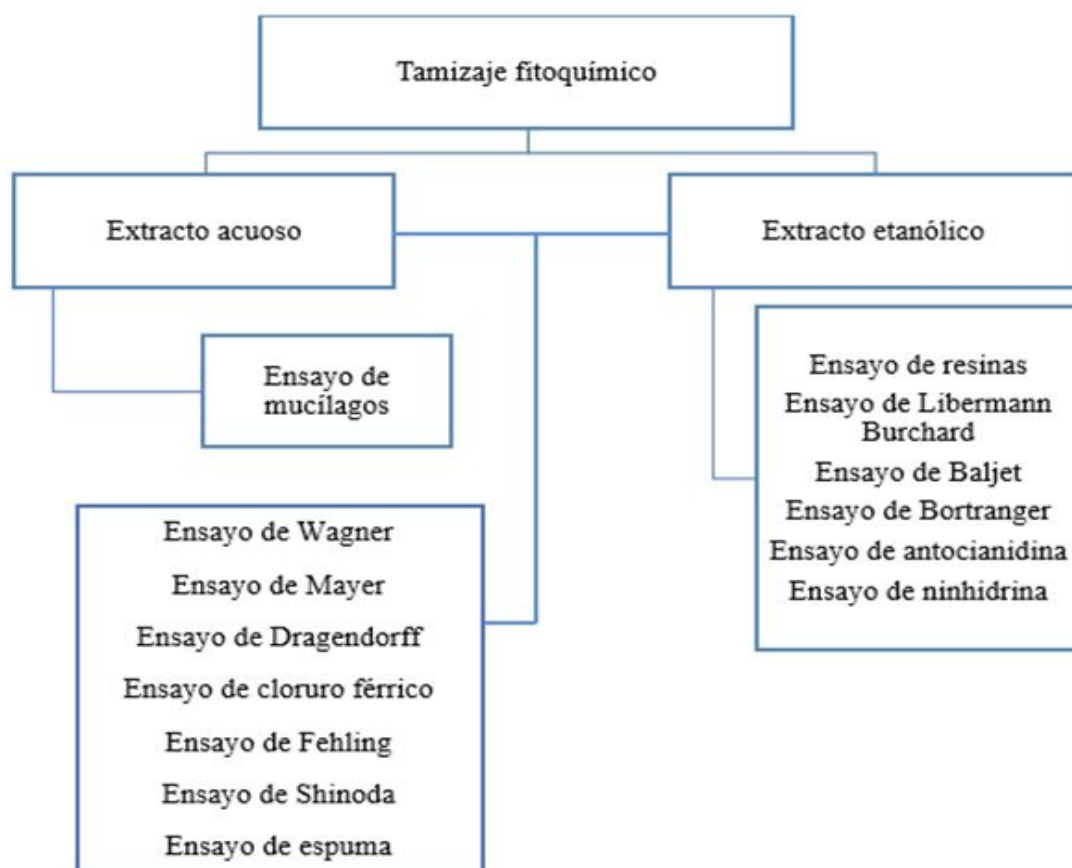 Tamizaje fitoquímico
Extracto acuoso
Extracto etanólico
Ensayo de
mucílagos
Ensayo de resinas
Ensayo de Libermann
Burchard
Ensayo de Baljet
Ensayo de Bortranger
Ensayo de antocianidina
Ensayo de ninhidrina
Ensayo de Wagner
Ensayo de Mayer
Ensayo de Dragendorff
Ensayo de cloruro férrico
Ensayo de Fehling
Ensayo de Shinoda
Ensayo de espuma